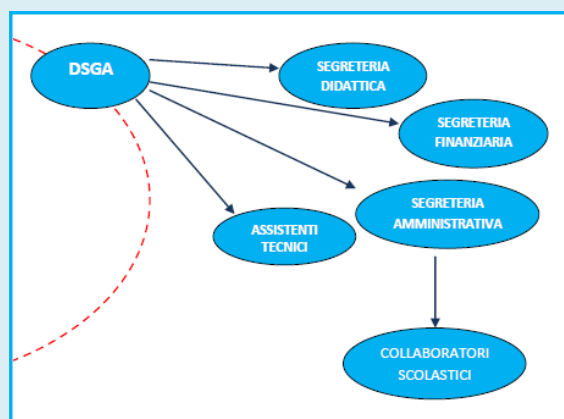 DSGA
SEGRETERIA
DIDATTICA
SEGRETERIA
FINANZIARIA
SEGRETERIA
AMMINISTRATIVA
ASSISTENTI
TECNICI
COLLABORATORI
SCOLASTICI